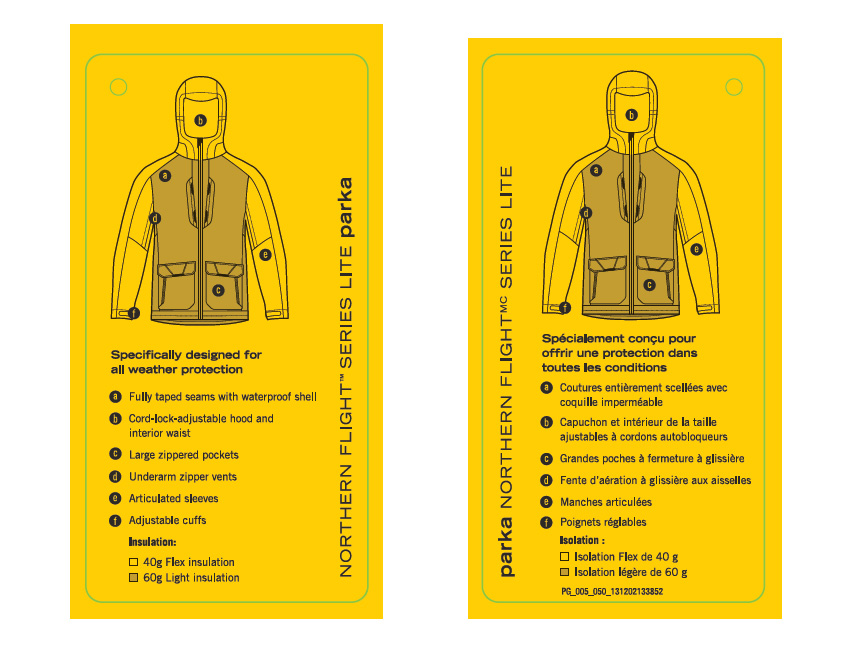 b
a
d
e
c
f
Specifically designed for
all weather protection
a Fully taped seams with waterproof shell
b Cord-lock-adjustable hood and
interior waist
c Large zippered pockets
d Underarm zipper vents
e Articulated sleeves
f Adjustable cuffs
Insulation:
40g Flex insulation
60g Light insulation
NORTHERN FLIGHT™ SERIES LITE parka
parka NORTHERN FLIGHTᴹᶜ SERIES LITE
b
a
d
e
c
f
Spécialement conçu pour
offrir une protection dans
toutes les conditions
a Coutures entièrement scellées avec
coquille imperméable
b Capuchon et intérieur de la taille
ajustables à cordons autobloqueurs
c Grandes poches à fermeture à glissière
d Fente d'aération à glissière aux aisselles
e Manches articulées
f Poignets réglables
Isolation :
Isolation Flex de 40 g
Isolation légère de 60 g
PG_005_050_131202133852